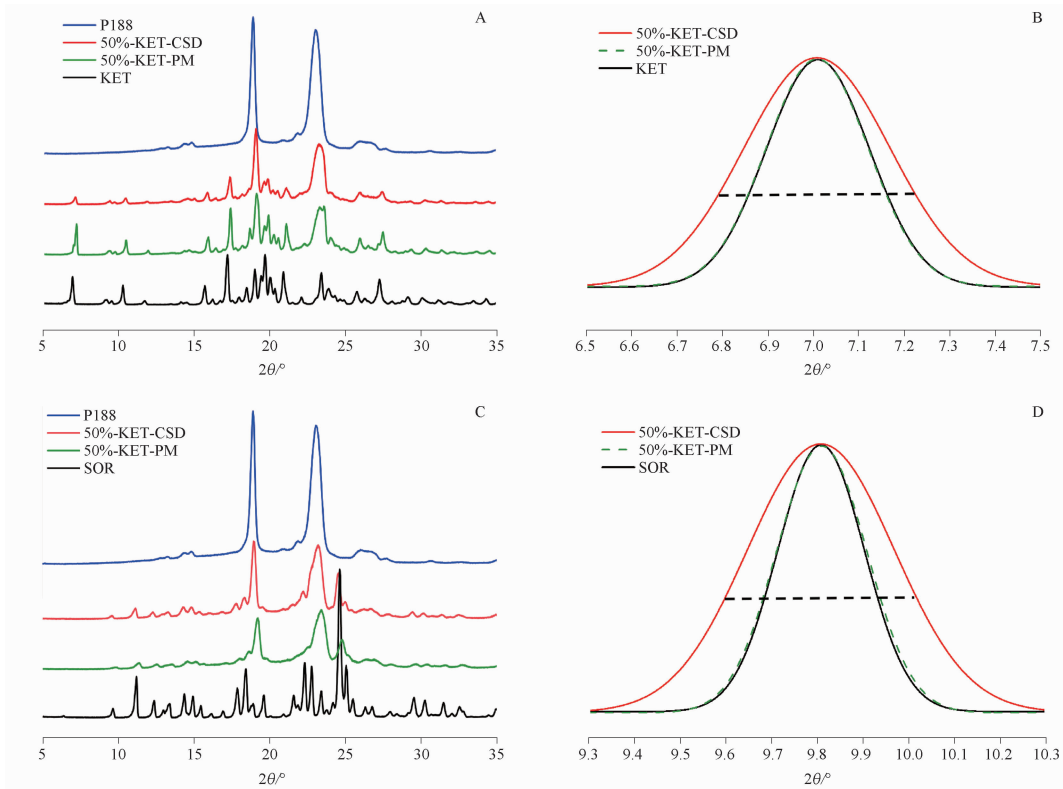 A
P188
50%-KET-CSD
50%-KET-PM
KET
5 10 15 20 25 30 35
2θ/°
B
50%-KET-CSD
50%-KET-PM
KET
6.5 6.6 6.7 6.8 6.9 7.0 7.1 7.2 7.3 7.4 7.5
2θ/°
C
P188
50%-KET-CSD
50%-KET-PM
SOR
5 10 15 20 25 30 35
2θ/°
D
50%-KET-CSD
50%-KET-PM
SOR
9.3 9.4 9.5 9.6 9.7 9.8 9.9 10.0 10.1 10.2 10.3
2θ/°